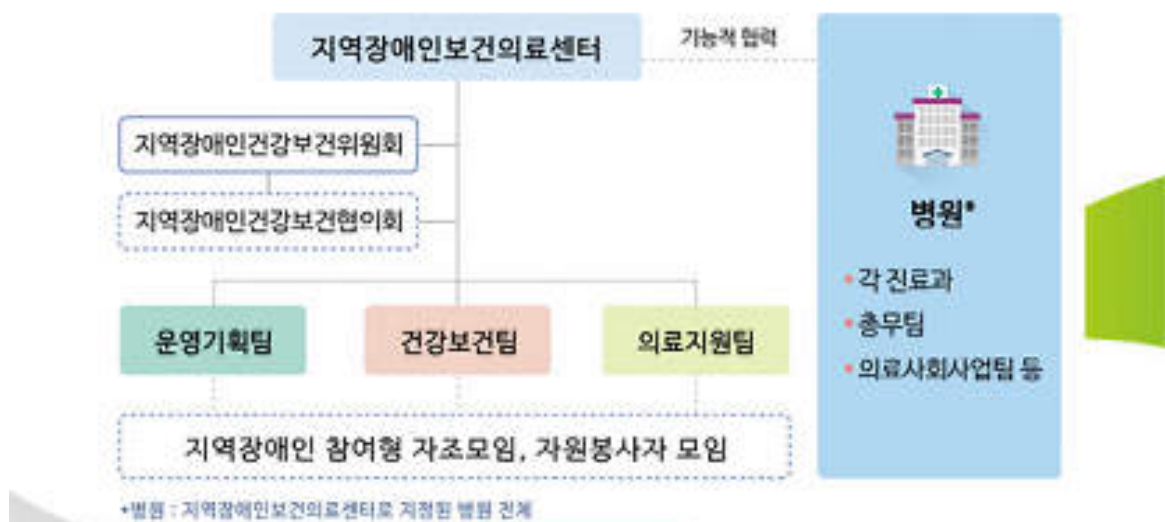 지역장애인보건의료센터
기능적 협력
지역장애인건강보건위원회
지역장애인건강보건협의회
운영기획팀
건강보건팀
의료지원팀
지역장애인 참여형 자조모임, 자원봉사자 모임
병원*
• 각 진료과
• 총무팀
• 의료사회사업팀 등
*병원 : 지역장애인보건의료센터로 지정된 병원 전체